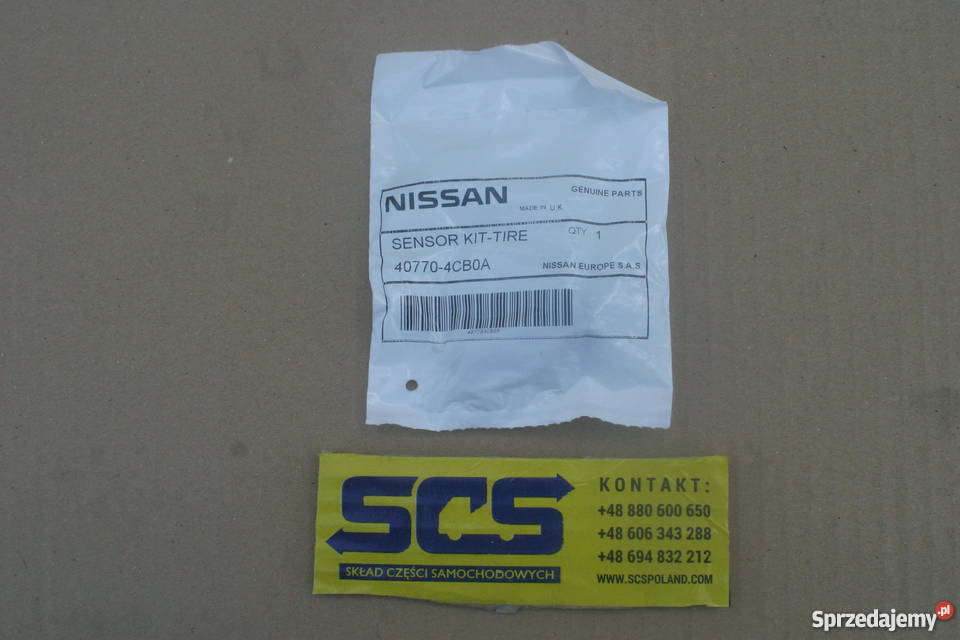 NISSAN
MADE IN U.K.
GENUINE PARTS
SENSOR KIT-TIRE
QTY 1
40770-4CB0A
NISSAN EUROPE S.A.S
407704CB0A
SCS
SKŁAD CZĘŚCI SAMOCHODOWYCH
KONTAKT:
+48 880 600 650
+48 606 343 288
+48 694 832 212
WWW.SCSPOLAND.COM
Sprzedajemy.pl